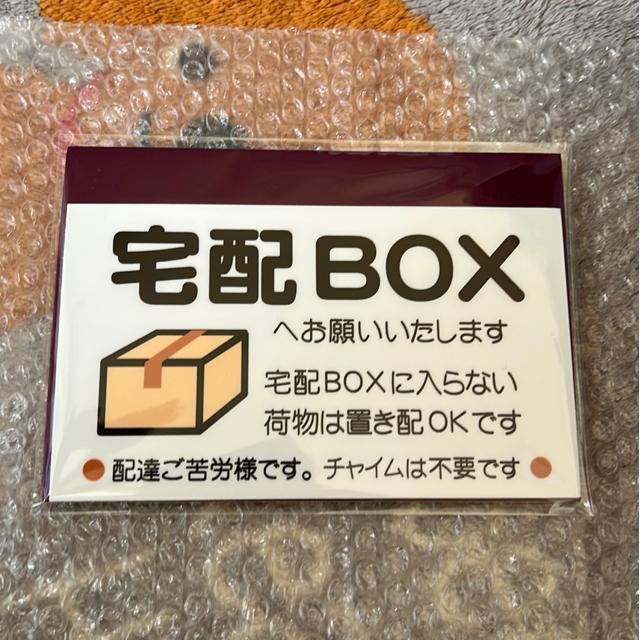 宅配BOX
へお願いいたします
宅配BOXに入らない
荷物は置き配OKです
配達ご苦労様です。チャイムは不要です